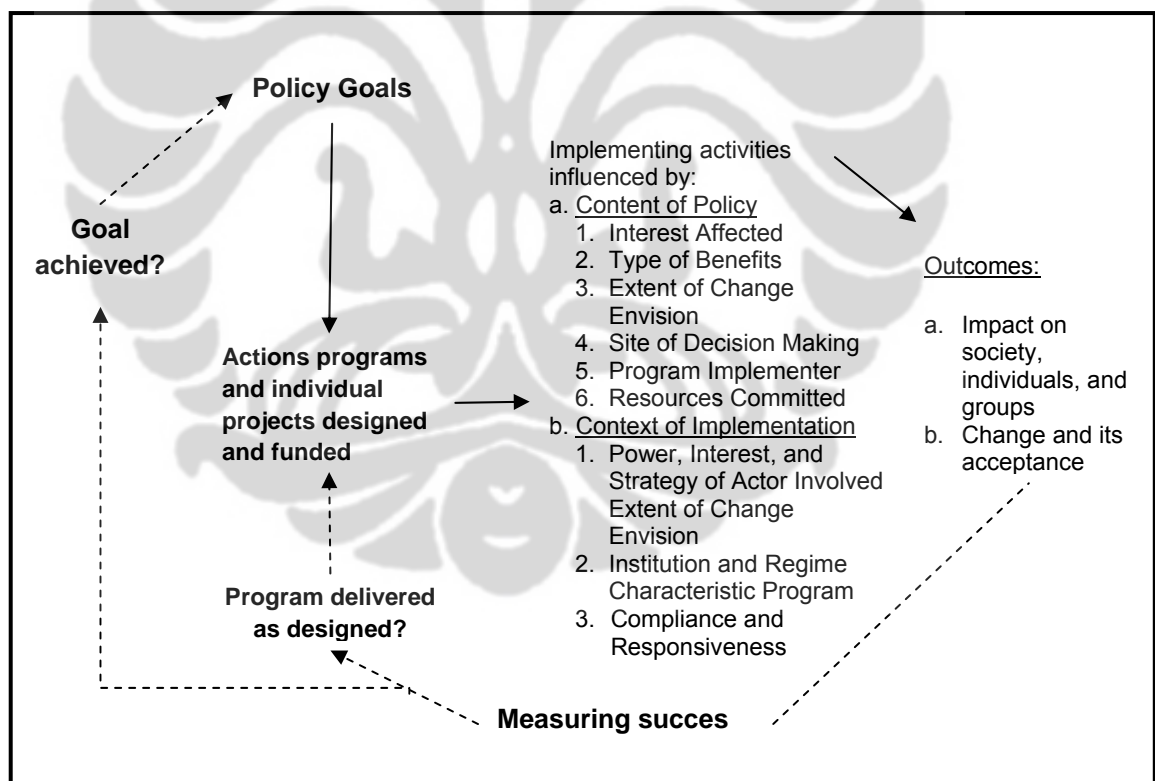 Policy Goals
Goal
achieved?
Actions programs
and individual
projects designed
and funded
Program delivered
as designed?
Implementing activities
influenced by:
a. Content of Policy
1. Interest Affected
2. Type of Benefits
3. Extent of Change
Envision
4. Site of Decision Making
5. Program Implementer
6. Resources Committed
b. Context of Implementation
1. Power, Interest, and
Strategy of Actor Involved
Extent of Change
Envision
2. Institution and Regime
Characteristic Program
3. Compliance and
Responsiveness
Outcomes:
a. Impact on
society,
individuals, and
groups
b. Change and its
acceptance
Measuring succes